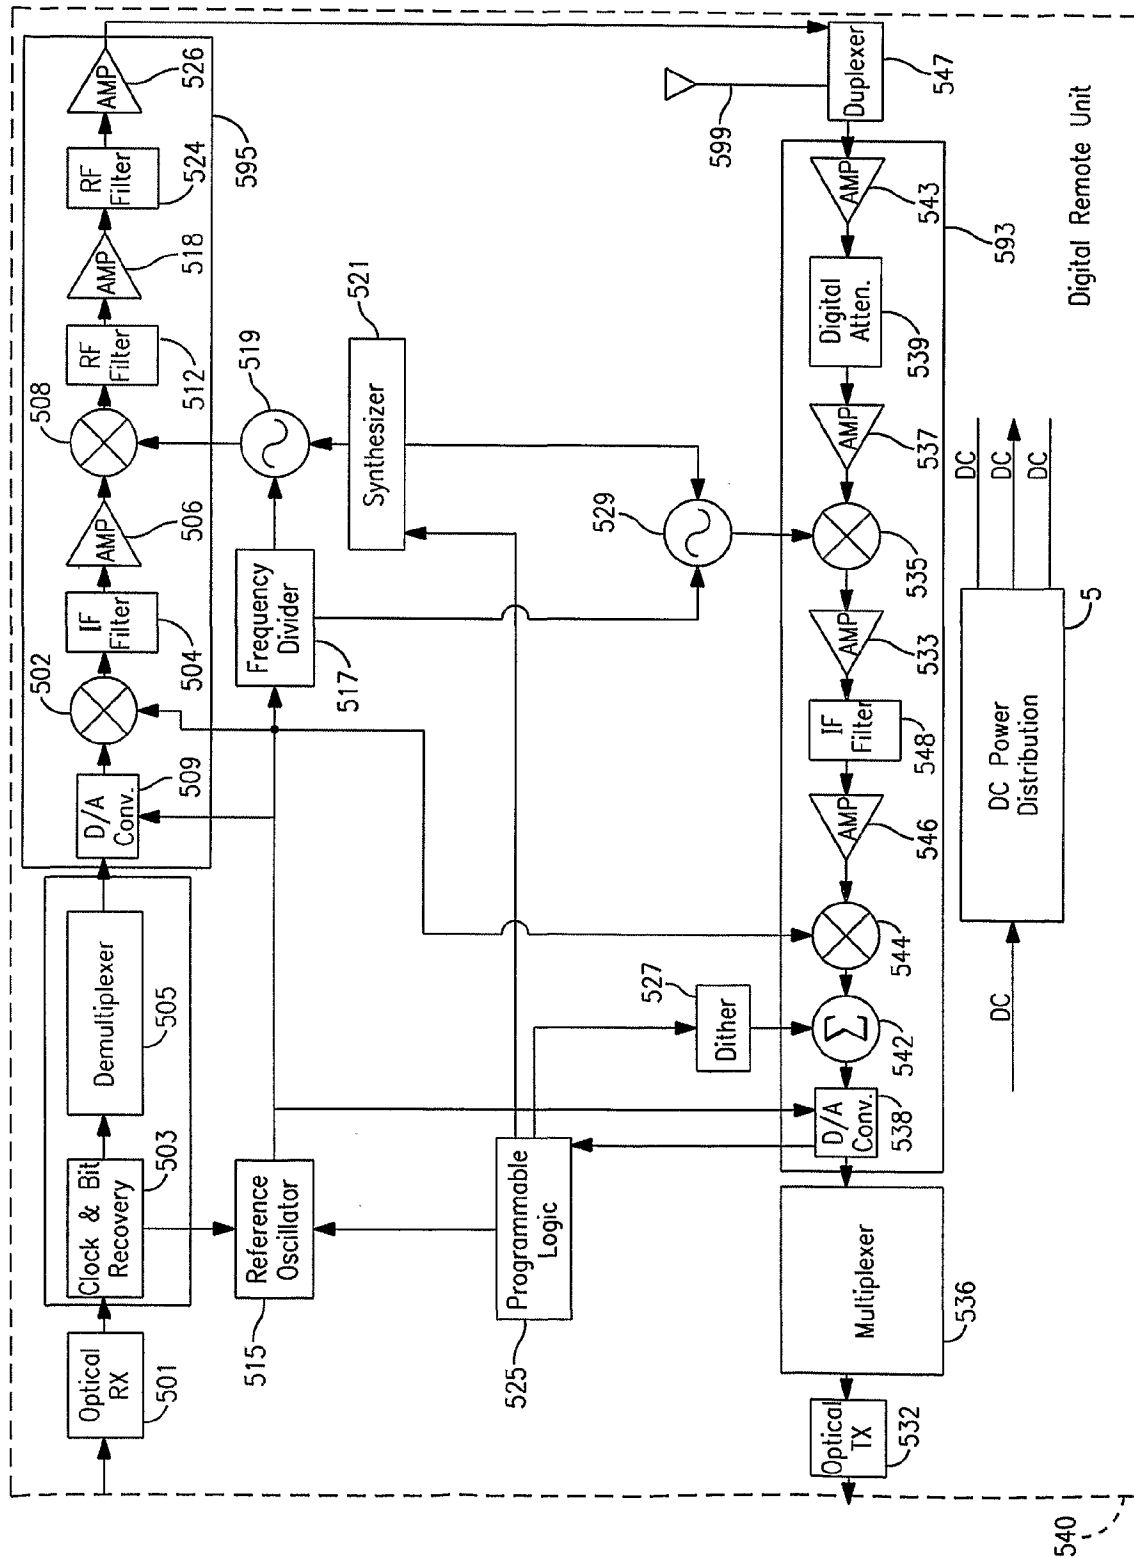 Optical
RX
501
Clock & Bit
Recovery
503
Demultiplexer
505
D/A
Conv.
509
502
IF
Filter
504
AMP
506
508
RF
Filter
512
AMP
518
RF
Filter
524
AMP
526
595
Reference
Oscillator
515
Frequency
Divider
517
519
Synthesizer
521
Programmable
Logic
525
Dither
527
529
599
Duplexer
547
Optical
TX
532
Multiplexer
536
D/A
Conv.
538
Σ
542
544
AMP
546
IF
Filter
548
AMP
533
535
AMP
537
Digital
Atten.
539
AMP
543
593
DC
DC Power
Distribution
5
DC
DC
DC
Digital Remote Unit
540